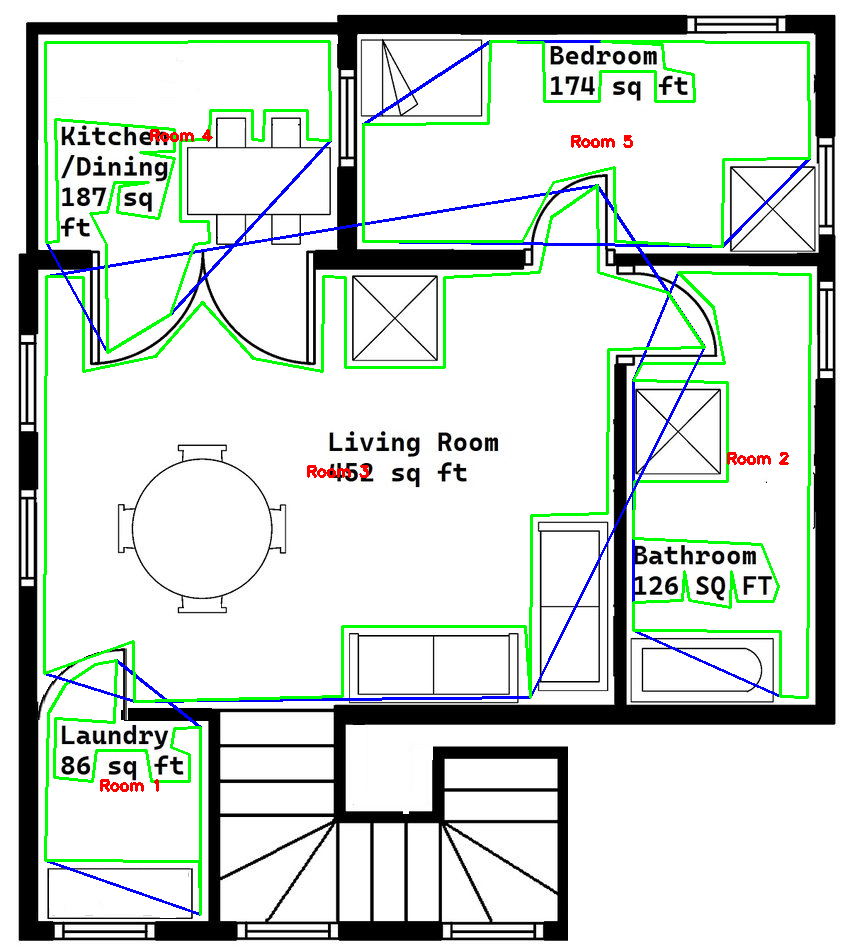 Bedroom
174 sq ft
Room 5
Kitchen
Room 4
/Dining
187 sq
ft
Living Room
452 sq ft
Room 3
Room 2
Bathroom
126 SQ FT
Laundry
86 sq ft
Room 1